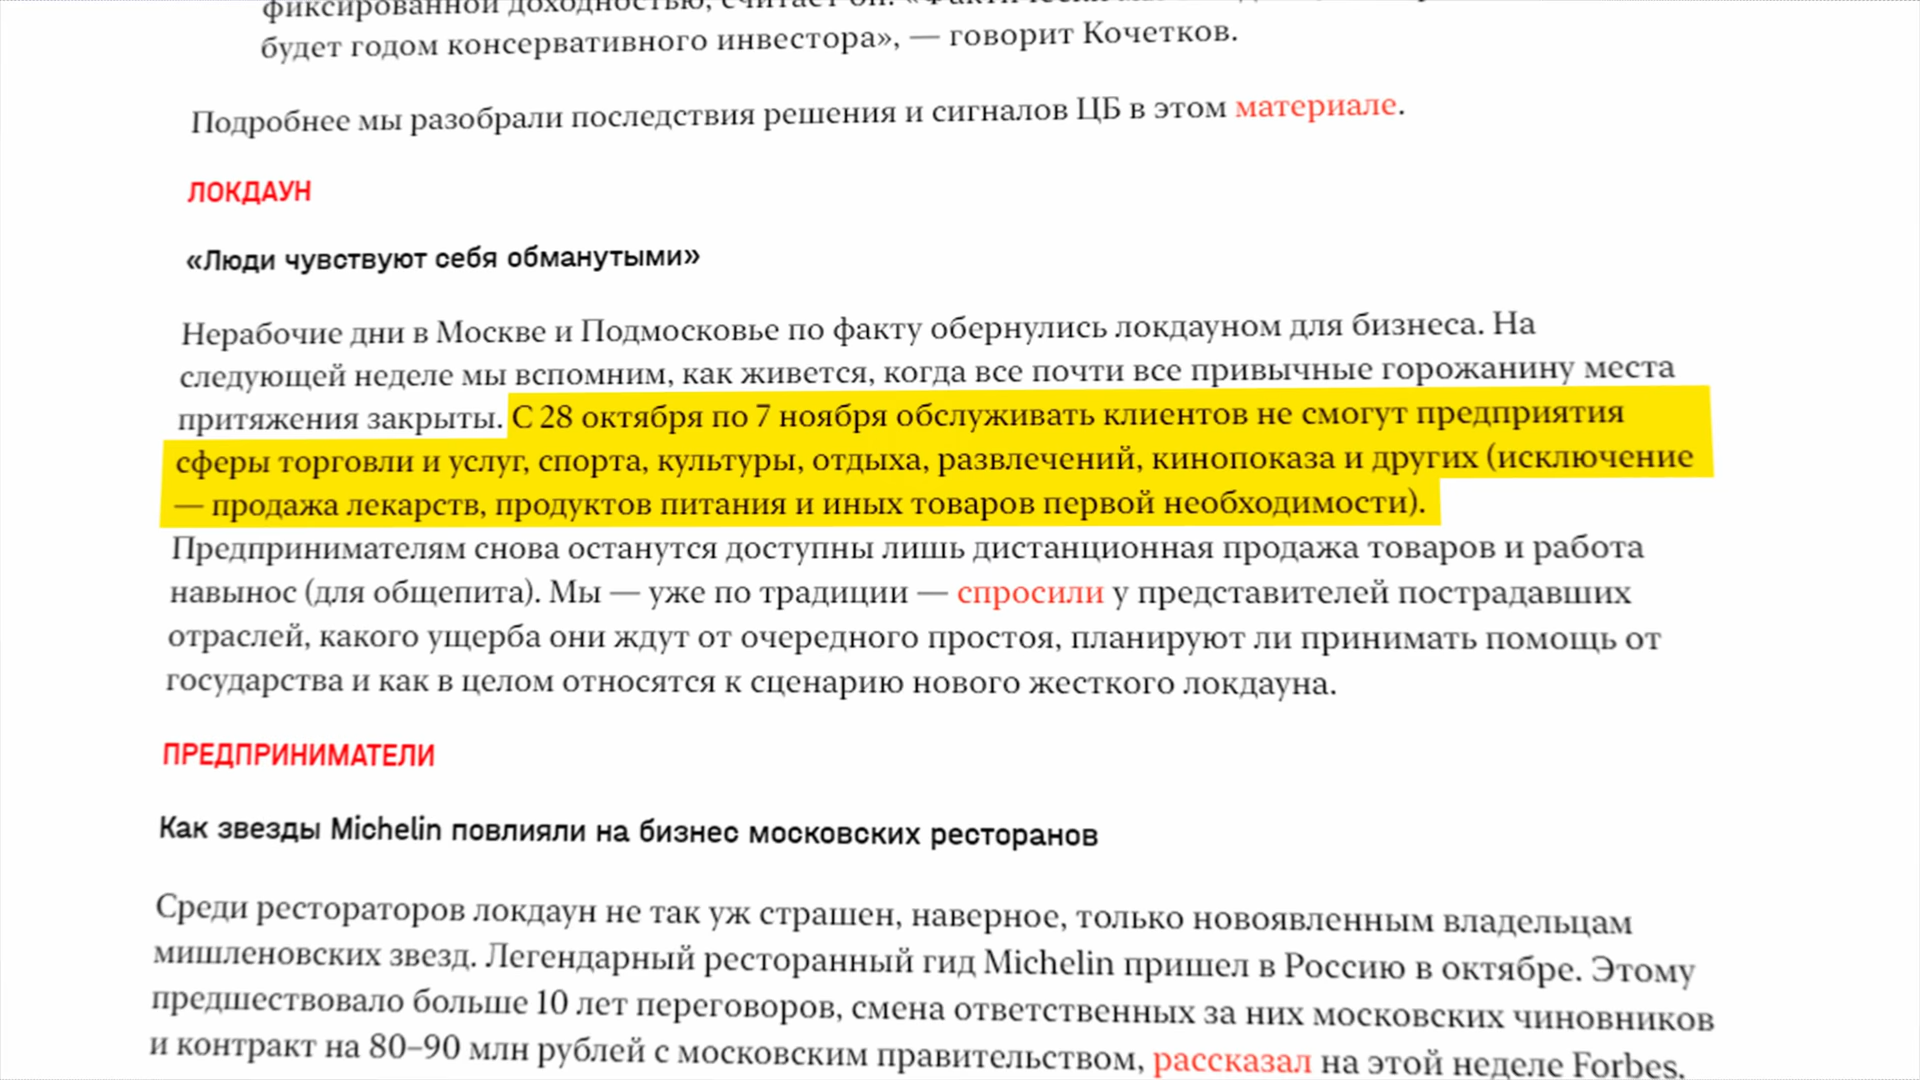 фиксированной доходностью, считает он.
будет годом консервативного инвестора», — говорит Кочетков.
Подробнее мы разобрали последствия решения и сигналов ЦБ в этом материале.
ЛОКДАУН
«Люди чувствуют себя обманутыми»
Нерабочие дни в Москве и Подмосковье по факту обернулись локдауном для бизнеса. На
следующей неделе мы вспомним, как живется, когда все почти все привычные горожанину места
притяжения закрыты. С 28 октября по 7 ноября обслуживать клиентов не смогут предприятия
сферы торговли и услуг, спорта, культуры, отдыха, развлечений, кинопоказа и других (исключение
— продажа лекарств, продуктов питания и иных товаров первой необходимости).
Предпринимателям снова останутся доступны лишь дистанционная продажа товаров и работа
навынос (для общепита). Мы — уже по традиции — спросили у представителей пострадавших
отраслей, какого ущерба они ждут от очередного простоя, планируют ли принимать помощь от
государства и как в целом относятся к сценарию нового жесткого локдауна.
ПРЕДПРИНИМАТЕЛИ
Как звезды Michelin повлияли на бизнес московских ресторанов
Среди рестораторов локдаун не так уж страшен, наверное, только новоявленным владельцам
мишленовских звезд. Легендарный ресторанный гид Michelin пришел в Россию в октябре. Этому
предшествовало больше 10 лет переговоров, смена ответственных за них московских чиновников
и контракт на 80–90 млн рублей с московским правительством, рассказал на этой неделе Forbes.